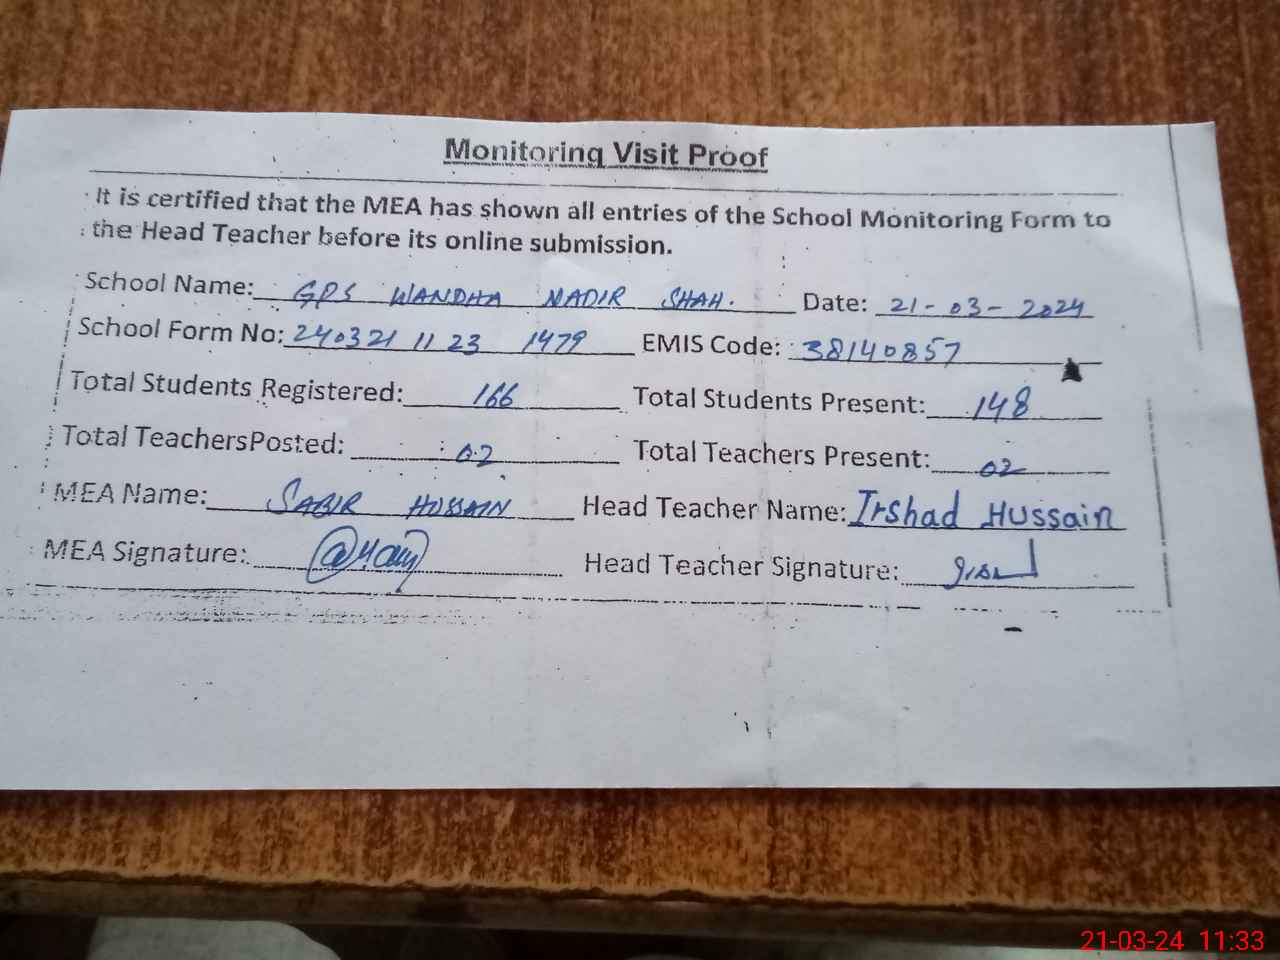 Monitoring Visit Proof
It is certified that the MEA has shown all entries of the School Monitoring Form to
the Head Teacher before its online submission.
School Name: GPS WANDHA NADIR SHAH. Date: 21-03-2024
School Form No: 240321 11 23 1479 EMIS Code: 38140857
Total Students Registered: 166 Total Students Present: 148
Total TeachersPosted: 02 Total Teachers Present: 02
MEA Name: SABIR HUSSAIN Head Teacher Name: Irshad Hussain
MEA Signature: Head Teacher Signature:
21-03-24 11:33